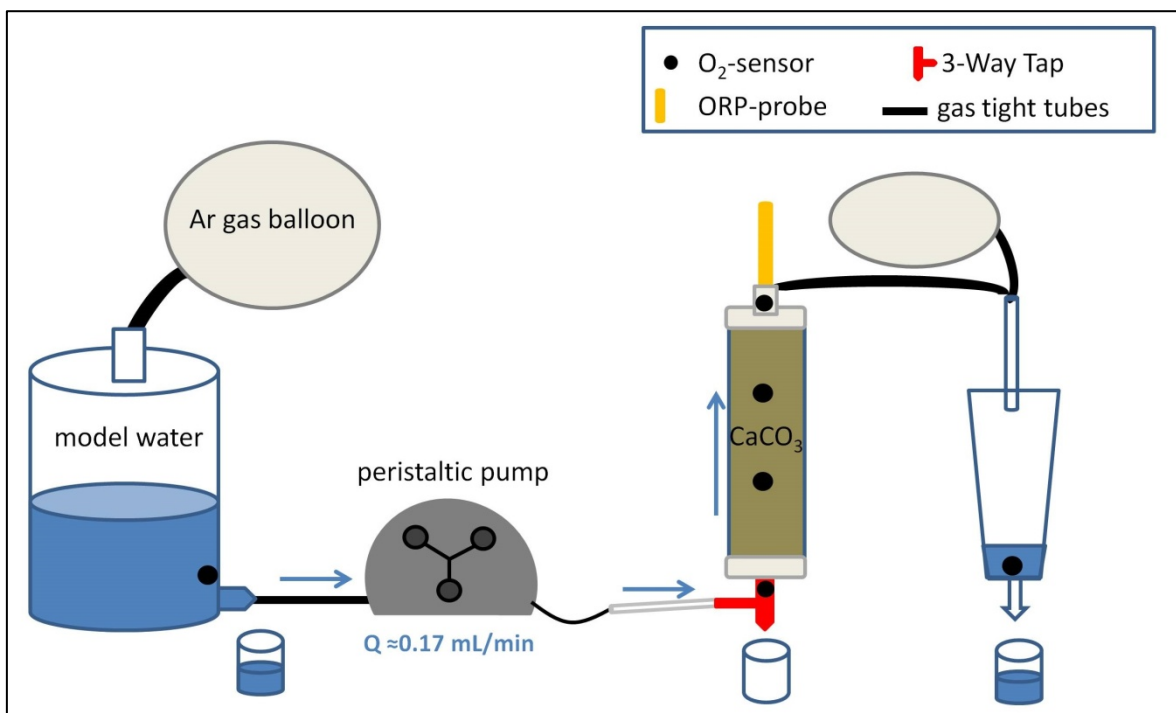 O₂-sensor
3-Way Tap
ORP-probe
gas tight tubes
Ar gas balloon
model water
peristaltic pump
CaCO₃
Q ≈0.17 mL/min